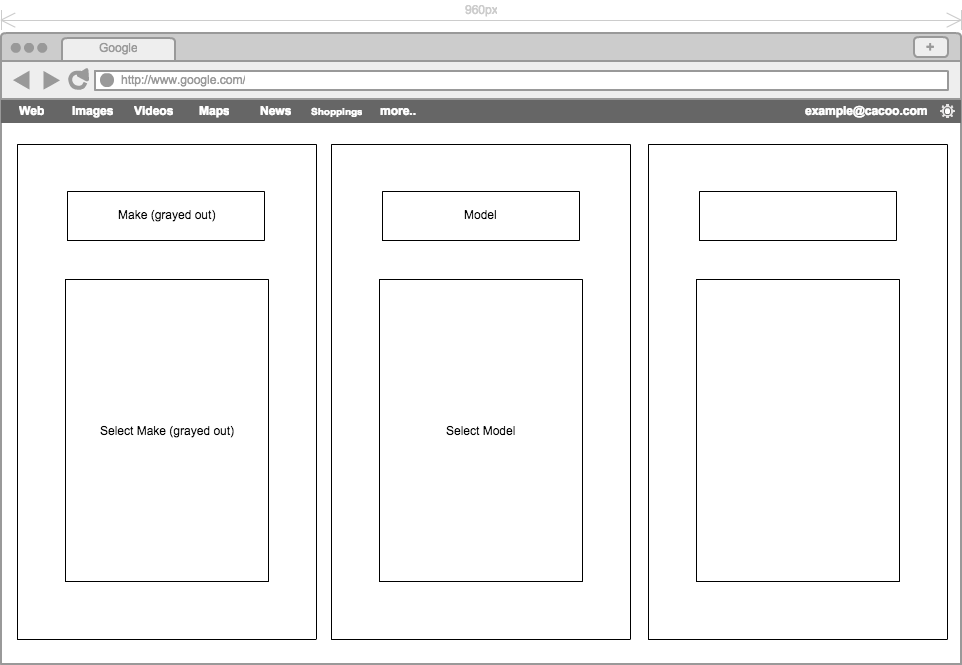 960px
Google
+
http://www.google.com/
Web Images Videos Maps News Shoppings more.. example@cacoo.com
Make (grayed out)
Model
Select Make (grayed out)
Select Model